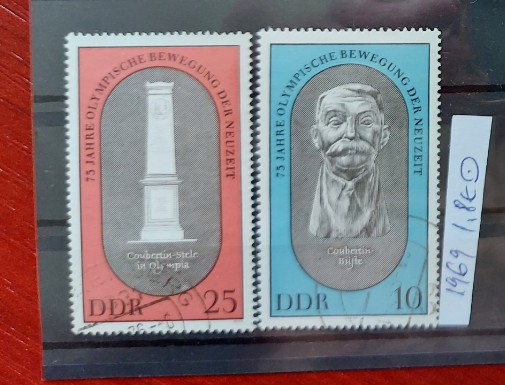 75 JAHRE OLYMPISCHE BEWEGUNG DER NEUZEIT
Coubertin-Stele
in Olympia
DDR 25
75 JAHRE OLYMPISCHE BEWEGUNG DER NEUZEIT
Coubertin-
Büste
DDR 10
1969 1,8€